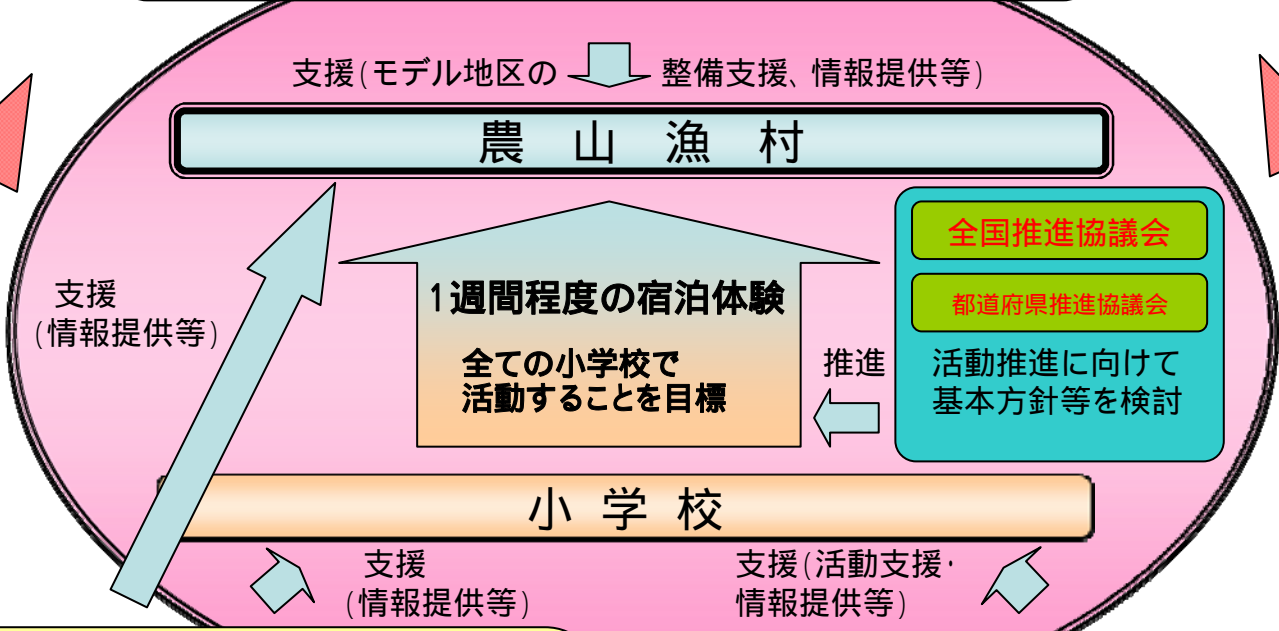 支援(モデル地区の 整備支援、情報提供等)
農山漁村
全国推進協議会
都道府県推進協議会
活動推進に向けて
基本方針等を検討
推進
1週間程度の宿泊体験
全ての小学校で
活動することを目標
支援
(情報提供等)
小学校
支援
(情報提供等)
支援(活動支援・
情報提供等)